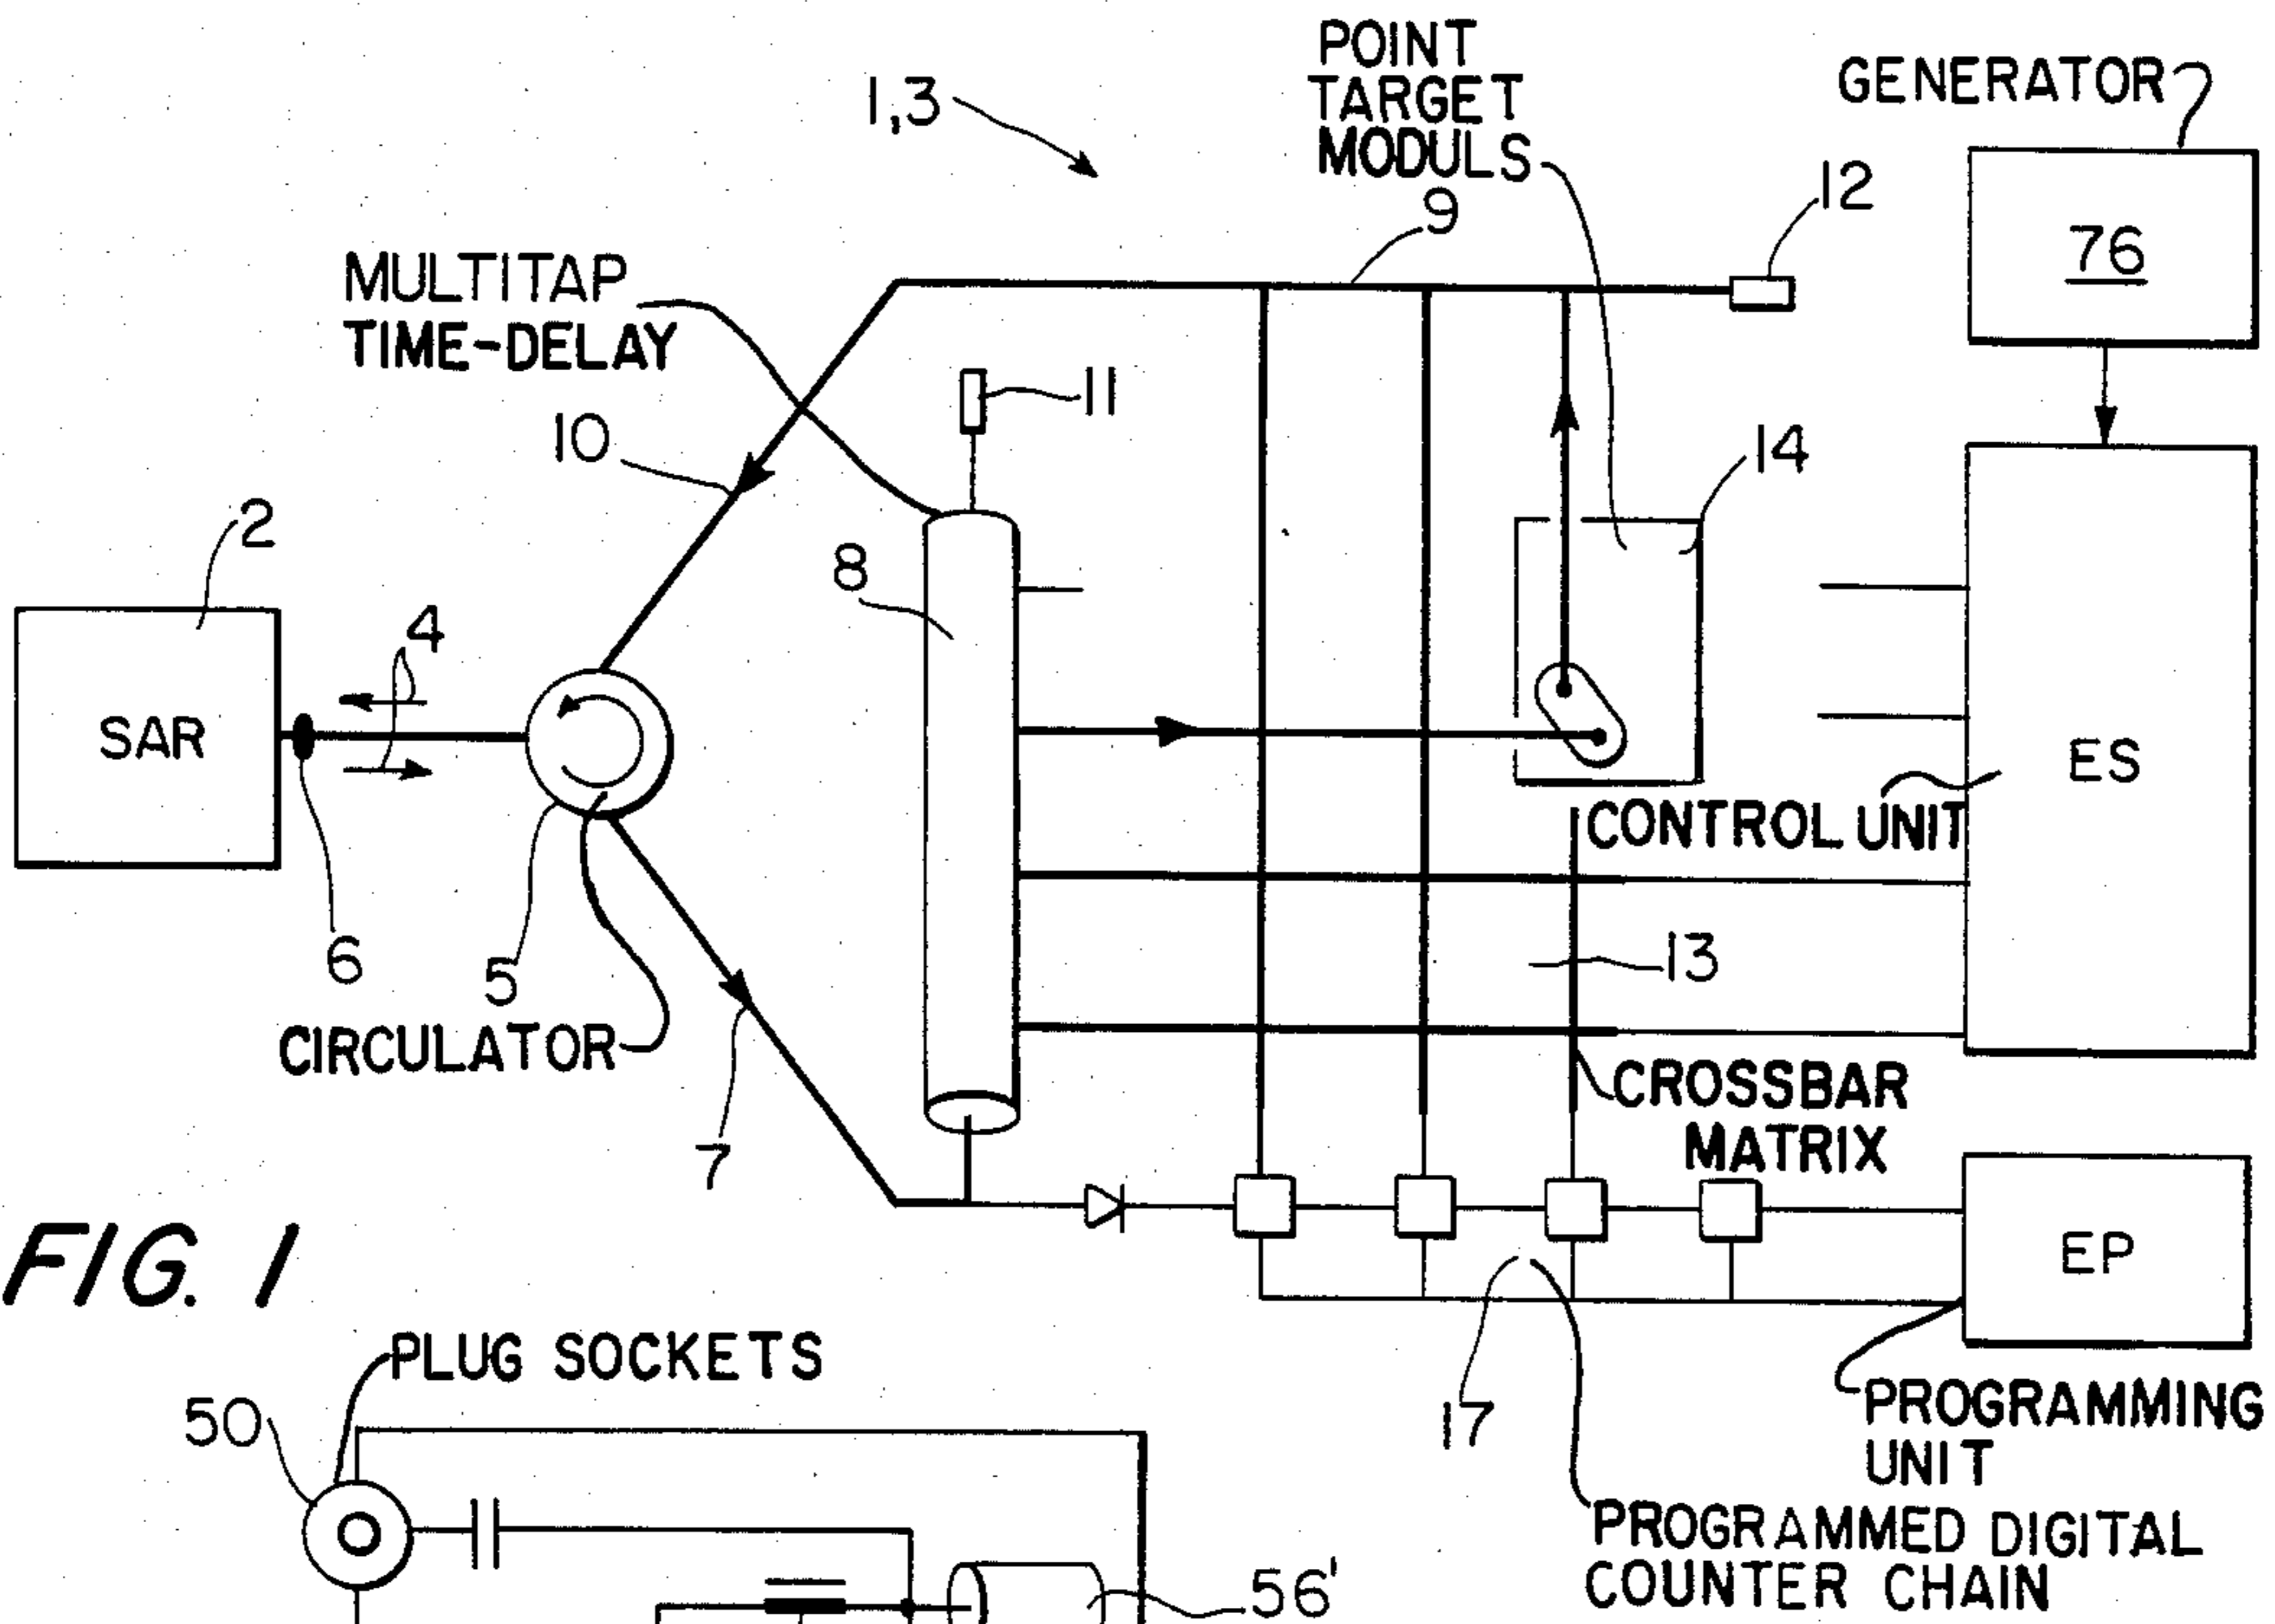 POINT
TARGET
MODULS
GENERATOR
1,3
12
9
76
MULTITAP
TIME-DELAY
11
10
14
2
8
4
SAR
ES
CONTROL UNIT
6
5
13
CIRCULATOR
CROSSBAR
MATRIX
7
EP
FIG. 1
PLUG SOCKETS
50
17
PROGRAMMING
UNIT
PROGRAMMED DIGITAL
COUNTER CHAIN
56'